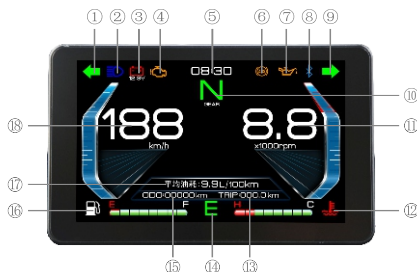 ① ② ③ ④ ⑤ ⑥ ⑦ ⑧ ⑨
08:30
N
⑩
⑱ 188 8.8 ⑪
km/h x1000rpm
⑰ 平均油耗:9.9L/100km
ODO:00000km TRIP:000.0km
⑯ E F E H C ⑫
⑮ ⑭ ⑬